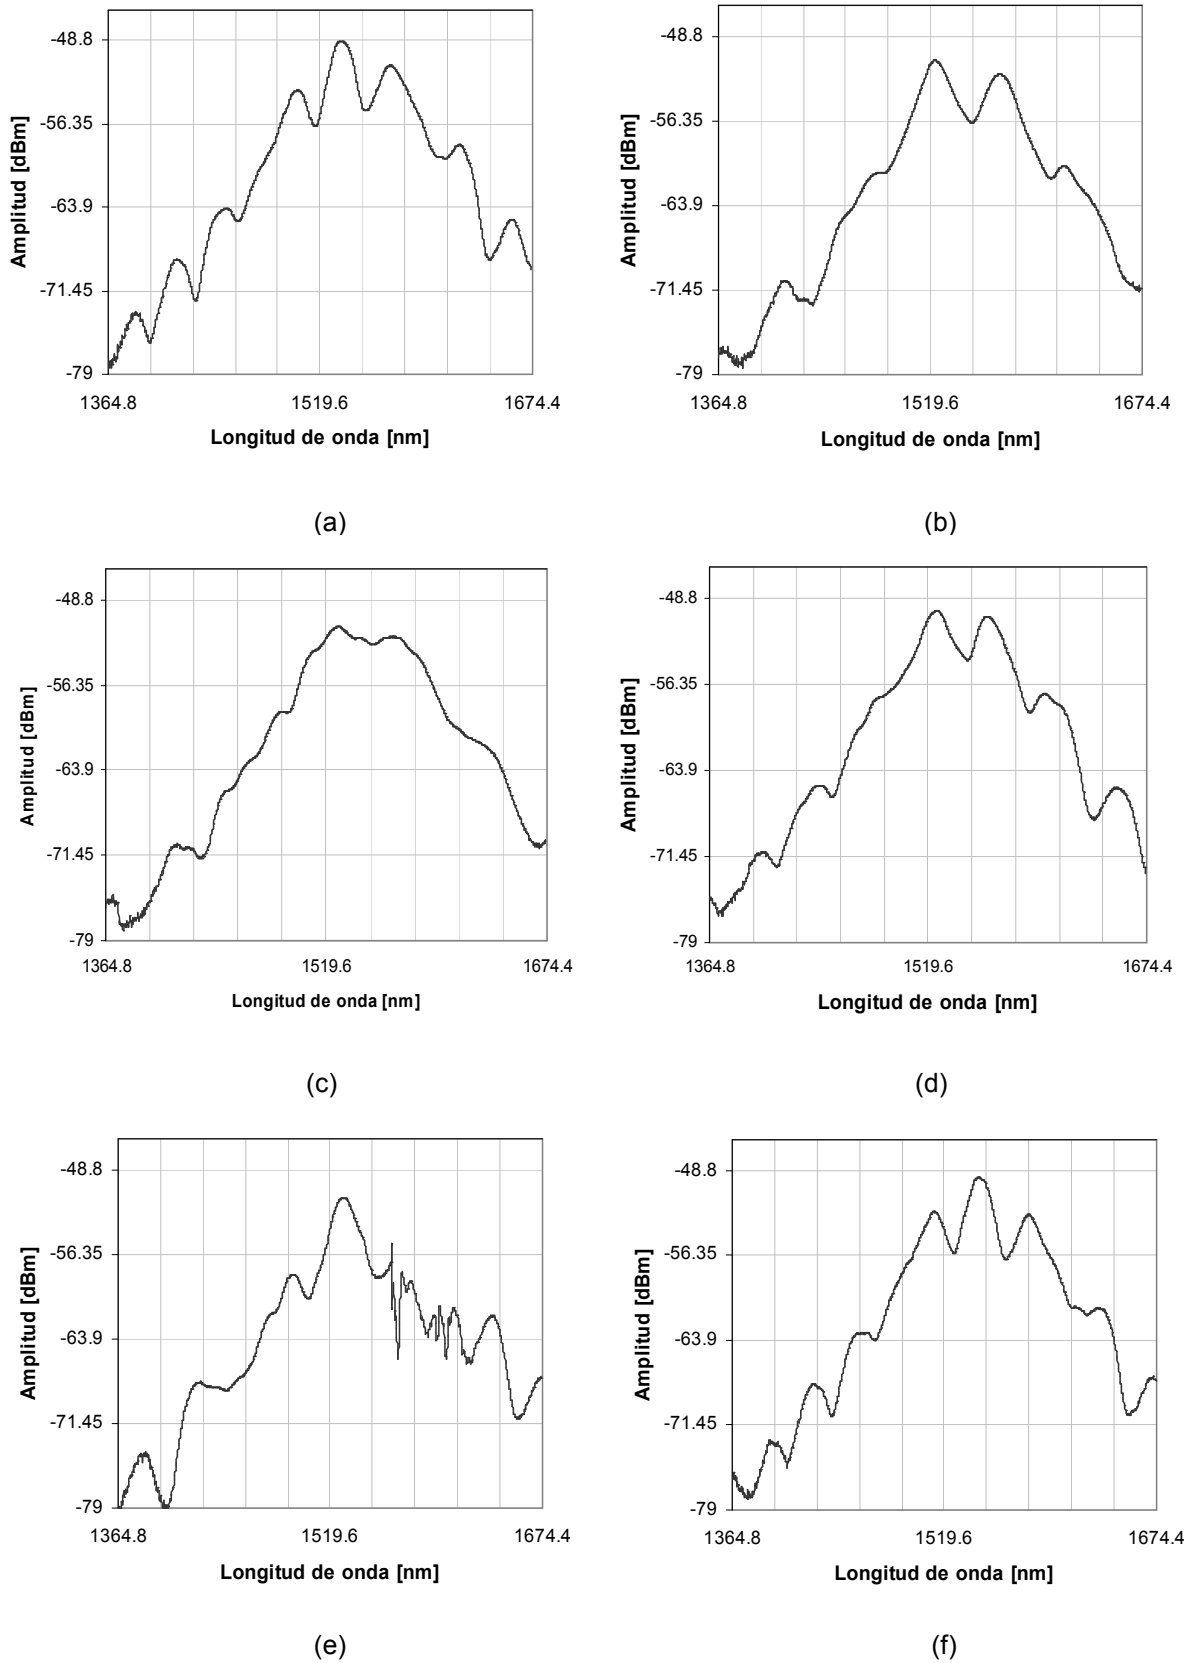 -48.8
-56.35
-63.9
-71.45
-79
Amplitud [dBm]
1364.8 1519.6 1674.4
Longitud de onda [nm]
(a)
-48.8
-56.35
-63.9
-71.45
-79
Amplitud [dBm]
1364.8 1519.6 1674.4
Longitud de onda [nm]
(b)
-48.8
-56.35
-63.9
-71.45
-79
Amplitud [dBm]
1364.8 1519.6 1674.4
Longitud de onda [nm]
(c)
-48.8
-56.35
-63.9
-71.45
-79
Amplitud [dBm]
1364.8 1519.6 1674.4
Longitud de onda [nm]
(d)
-48.8
-56.35
-63.9
-71.45
-79
Amplitud [dBm]
1364.8 1519.6 1674.4
Longitud de onda [nm]
(e)
-48.8
-56.35
-63.9
-71.45
-79
Amplitud [dBm]
1364.8 1519.6 1674.4
Longitud de onda [nm]
(f)